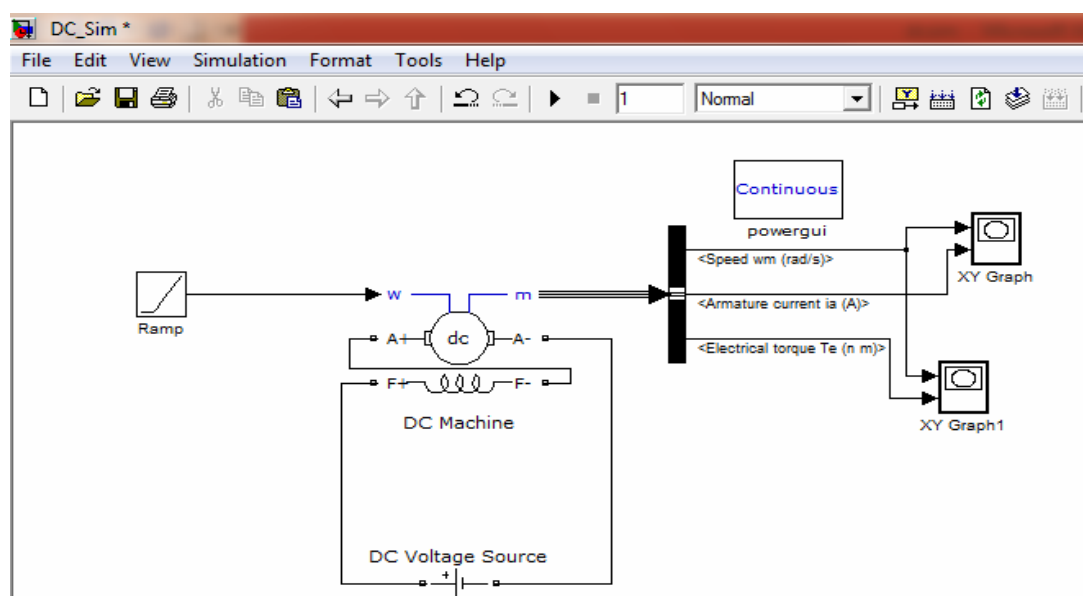 DC_Sim *
File Edit View Simulation Format Tools Help
1 Normal
Continuous
powergui
<Speed wm (rad/s)>
XY Graph
Ramp
w m
<Armature current ia (A)>
A+ dc A-
<Electrical torque Te (n m)>
F+ F-
DC Machine
XY Graph1
DC Voltage Source
+